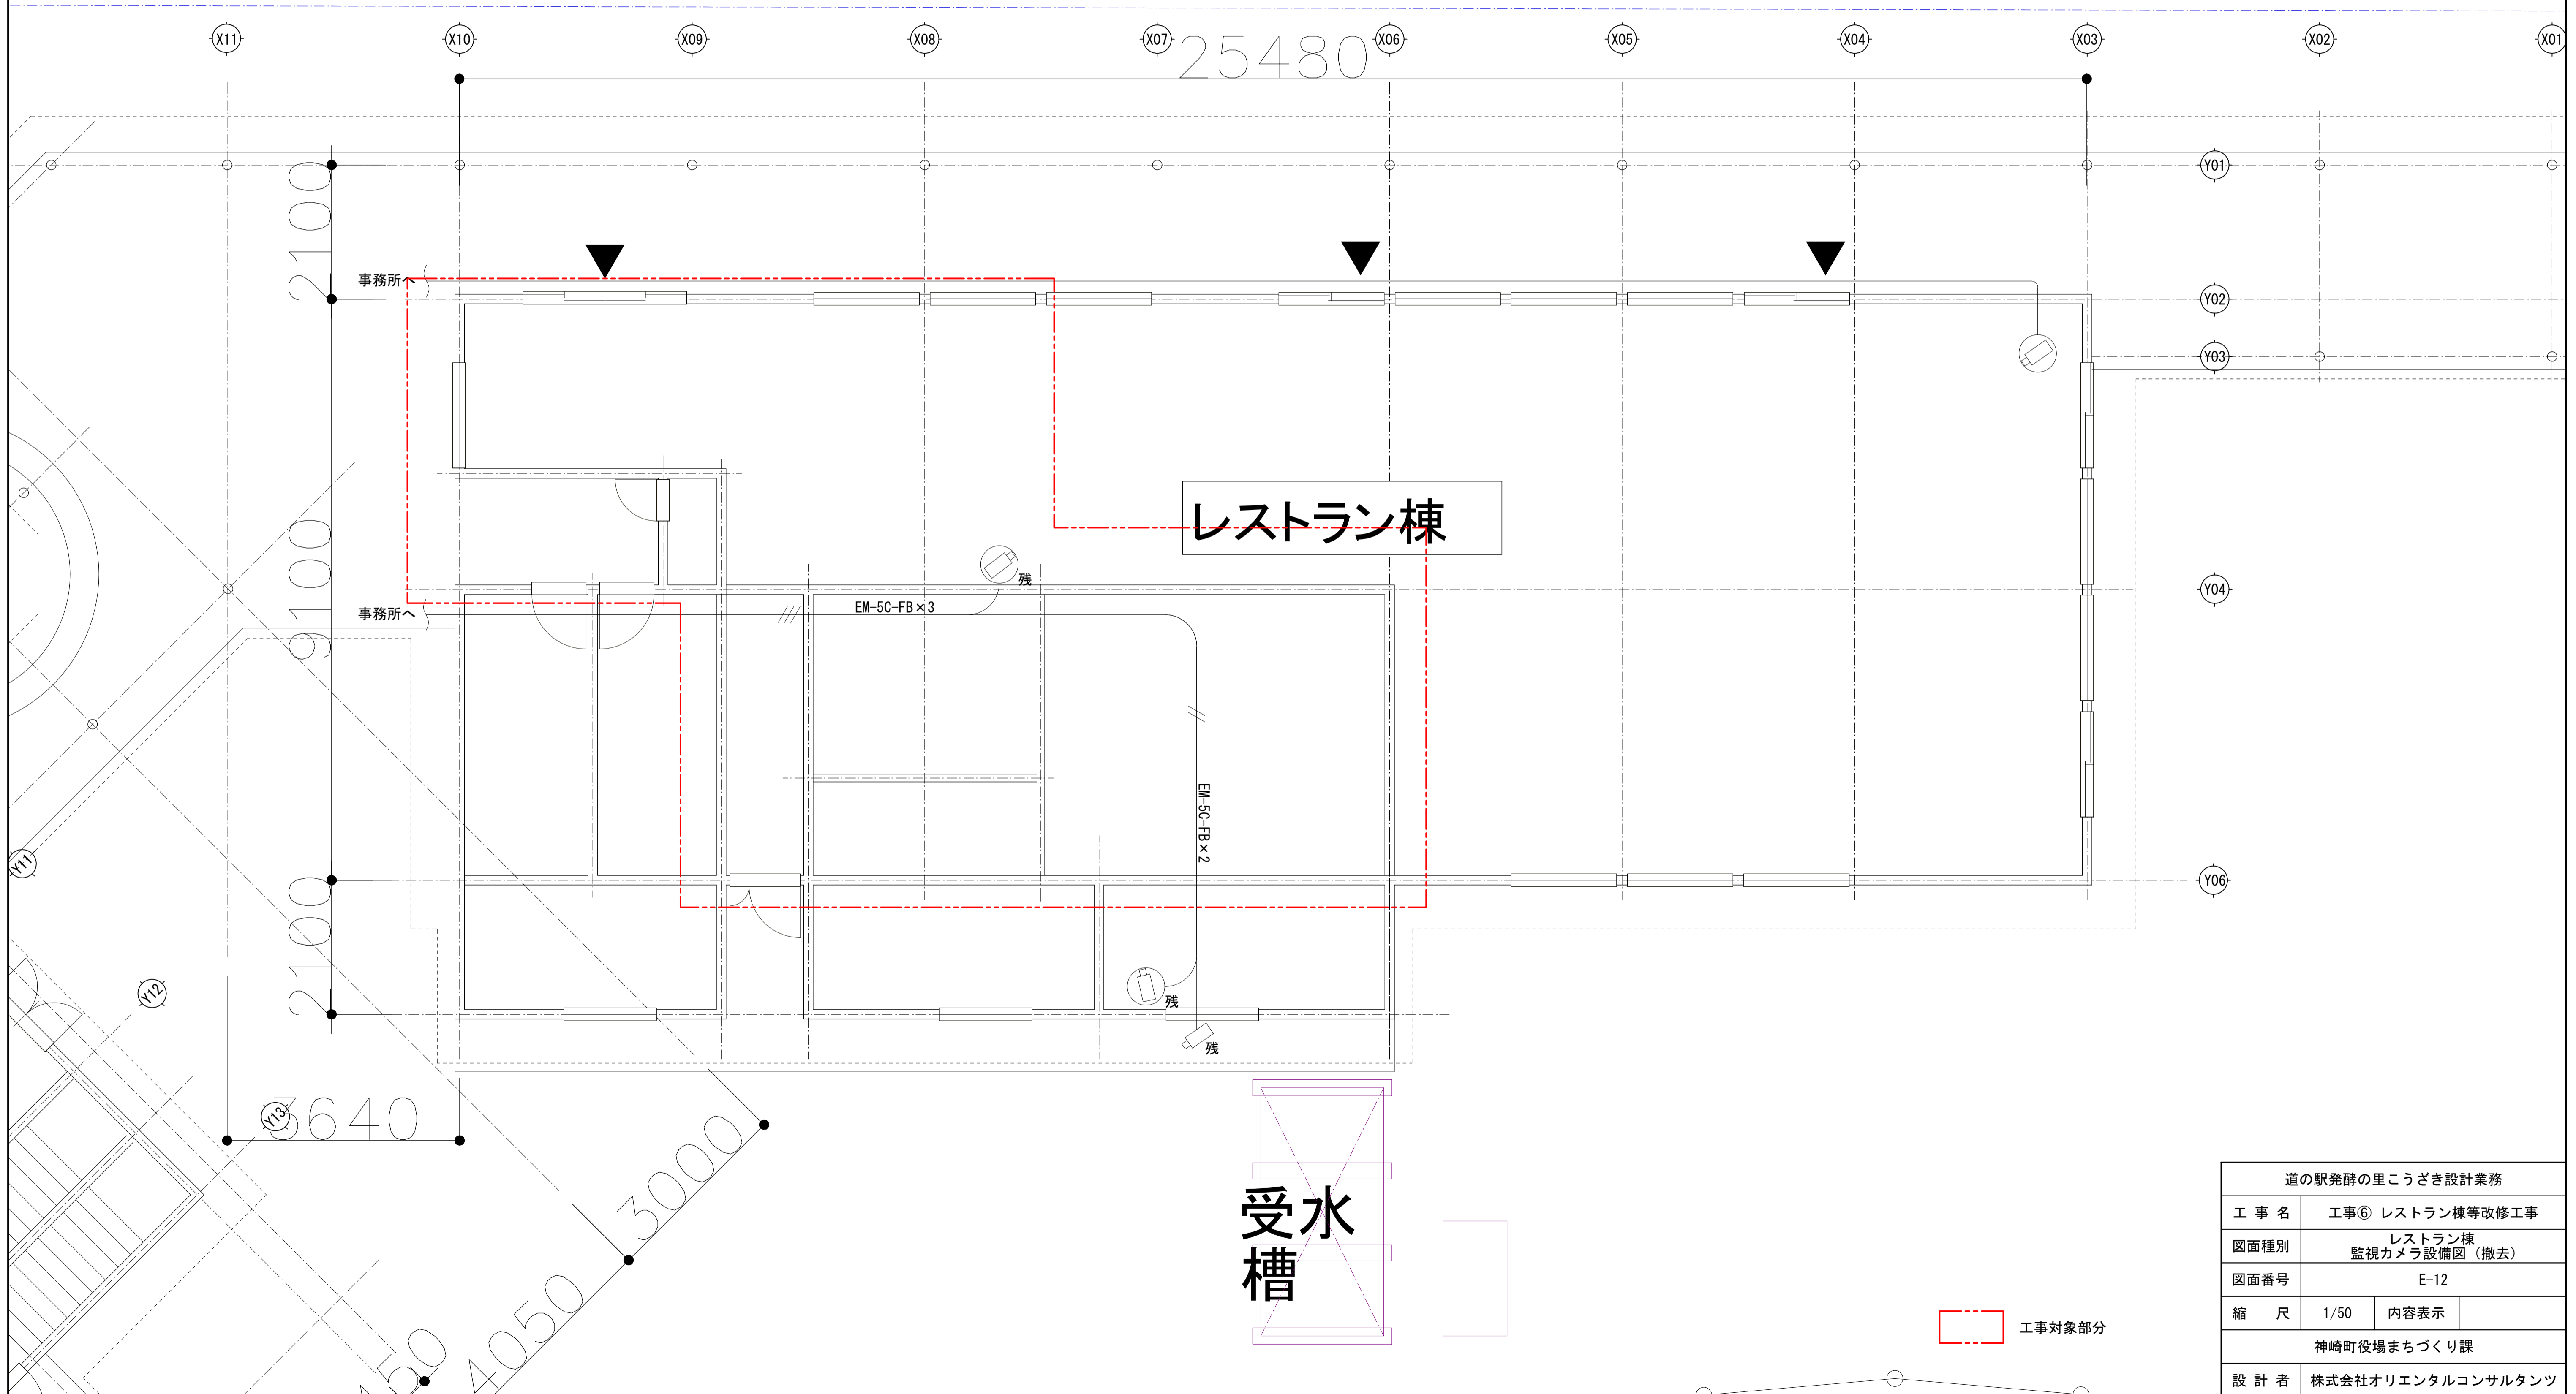 X11
X10
X09
X08
X07
X06
X05
X04
X03
X02
X01
25480
Y01
2100
事務所へ
Y02
Y03
レストラン棟
9100
残
Y04
EM-5C-FB×3
事務所へ
EM-5C-FB×2
Y11
Y06
2100
Y12
残
残
3640
Y13
3000
4050
受水
槽
工事対象部分
道の駅発酵の里こうざき設計業務
工 事 名 工事⑥ レストラン棟等改修工事
図面種別 レストラン棟
監視カメラ設備図（撤去）
図面番号 E-12
縮 尺 1/50 内容表示
神崎町役場まちづくり課
設 計 者 株式会社オリエンタルコンサルタンツ